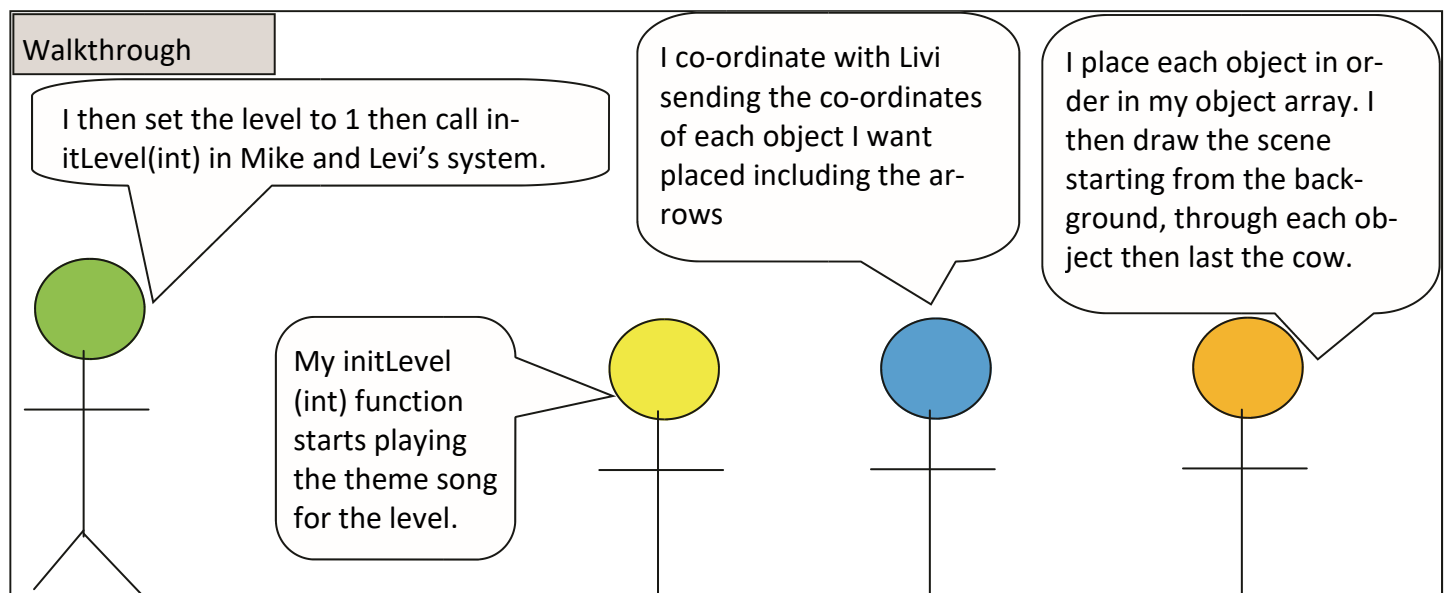 Walkthrough
I then set the level to 1 then call in-
itLevel(int) in Mike and Levi's system.
My initLevel
(int) function
starts playing
the theme song
for the level.
I co-ordinate with Livi
sending the co-ordinates
of each object I want
placed including the ar-
rows
I place each object in or-
der in my object array. I
then draw the scene
starting from the back-
ground, through each ob-
ject then last the cow.